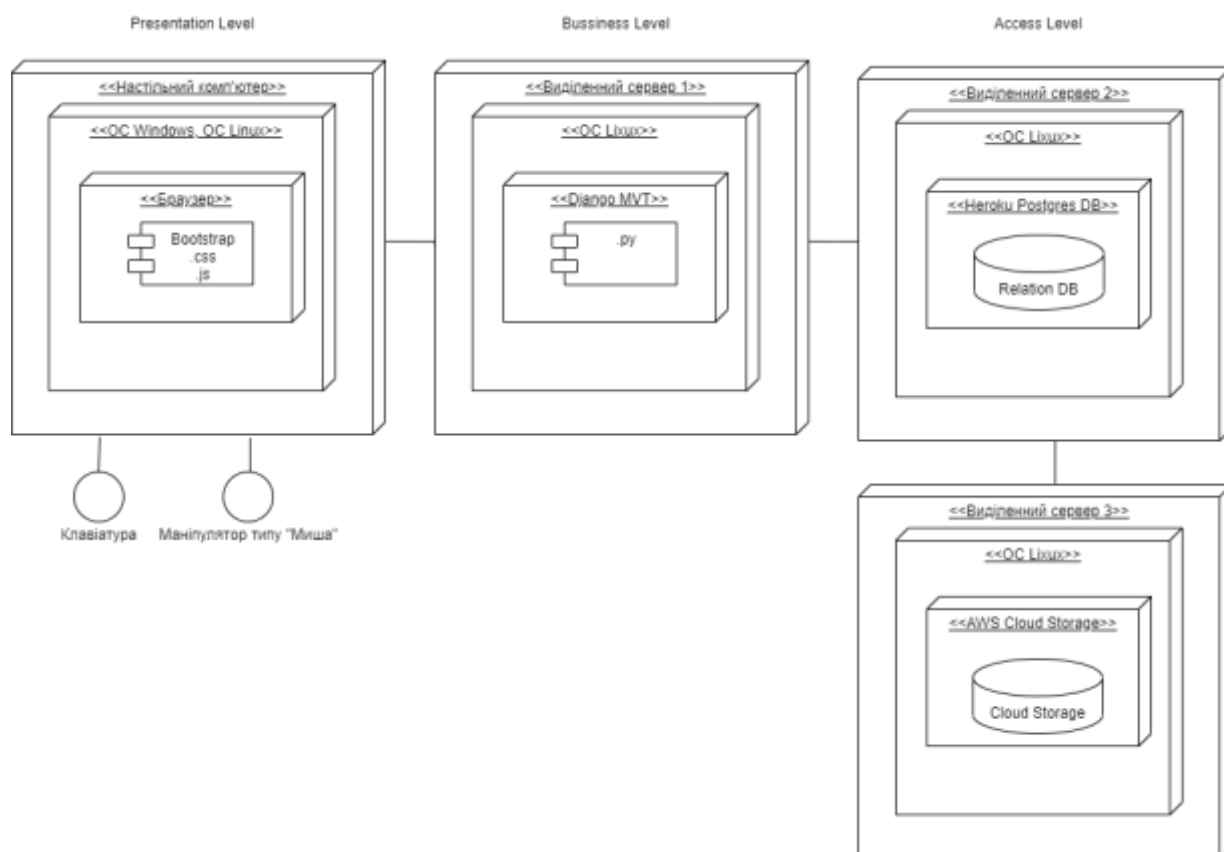 Presentation Level
Bussiness Level
Access Level
<<Настільний комп'ютер>>
<<ОС Windows, ОС Linux>>
<<Браузер>>
Bootstrap
.css
.js
Клавіатура
Маніпулятор типу "Миша"
<<Виділенний сервер 1>>
<<ОС Lixux>>
<<Django MVT>>
.py
<<Виділенний сервер 2>>
<<ОС Lixux>>
<<Heroku Postgres DB>>
Relation DB
<<Виділенний сервер 3>>
<<ОС Lixux>>
<<AWS Cloud Storage>>
Cloud Storage